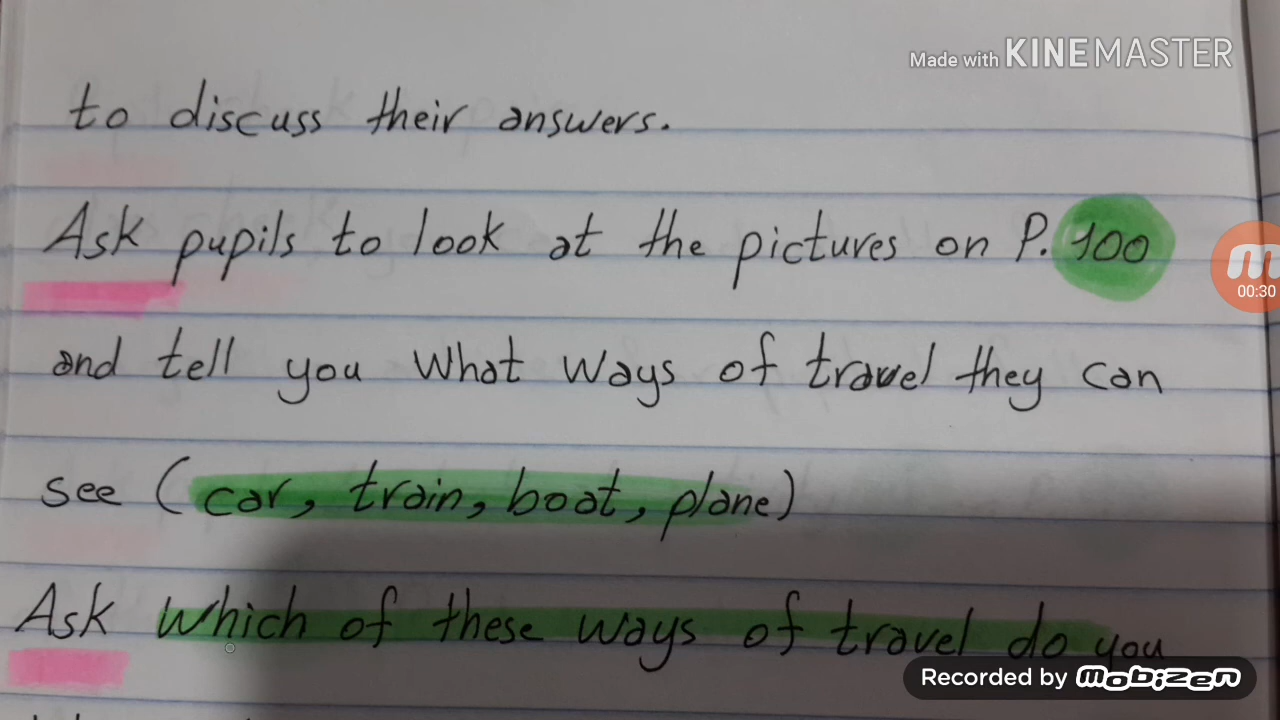 Made with KINEMASTER
to discuss their answers.
Ask pupils to look at the pictures on P. 100
00:30
and tell you what ways of travel they can
see (car, train, boat, plane)
Ask which of these ways of travel do you
Recorded by MOBIZEN